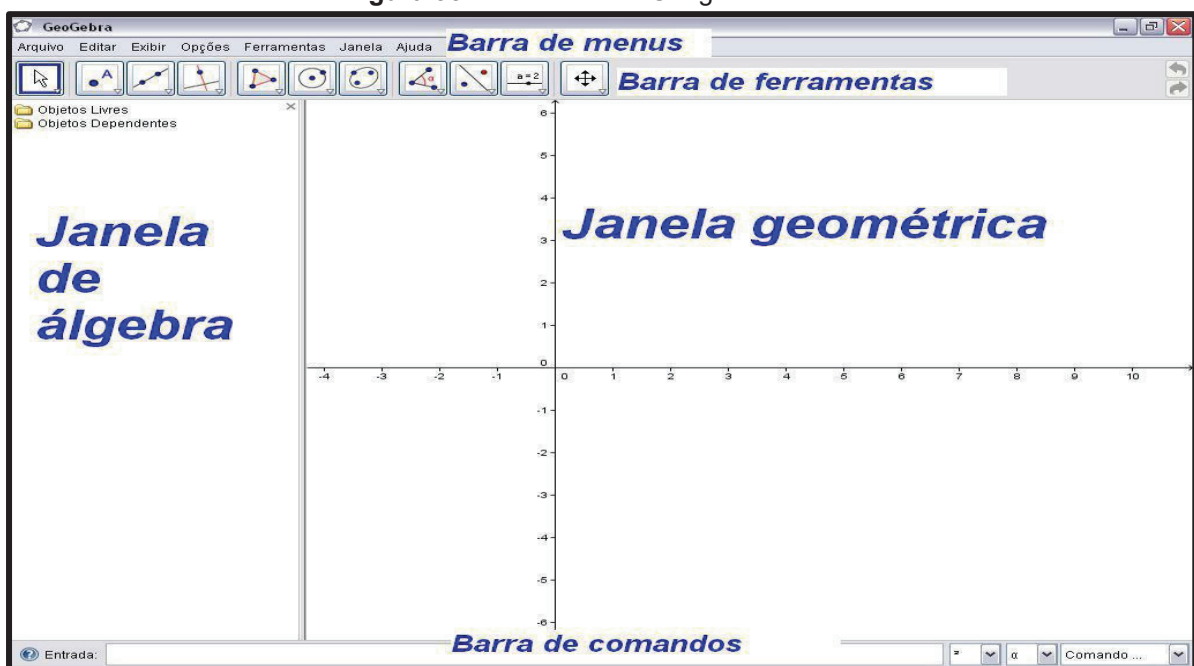 GeoGebra
Arquivo Editar Exibir Opções Ferramentas Janela Ajuda Barra de menus
A α a=2 Barra de ferramentas
Objetos Livres
Objetos Dependentes
Janela de álgebra
Janela geométrica
6
5
4
3
2
1
0
-4 -3 -2 -1 0 1 2 3 4 5 6 7 8 9 10
-1
-2
-3
-4
-5
-6
Barra de comandos
Entrada: α Comando ...